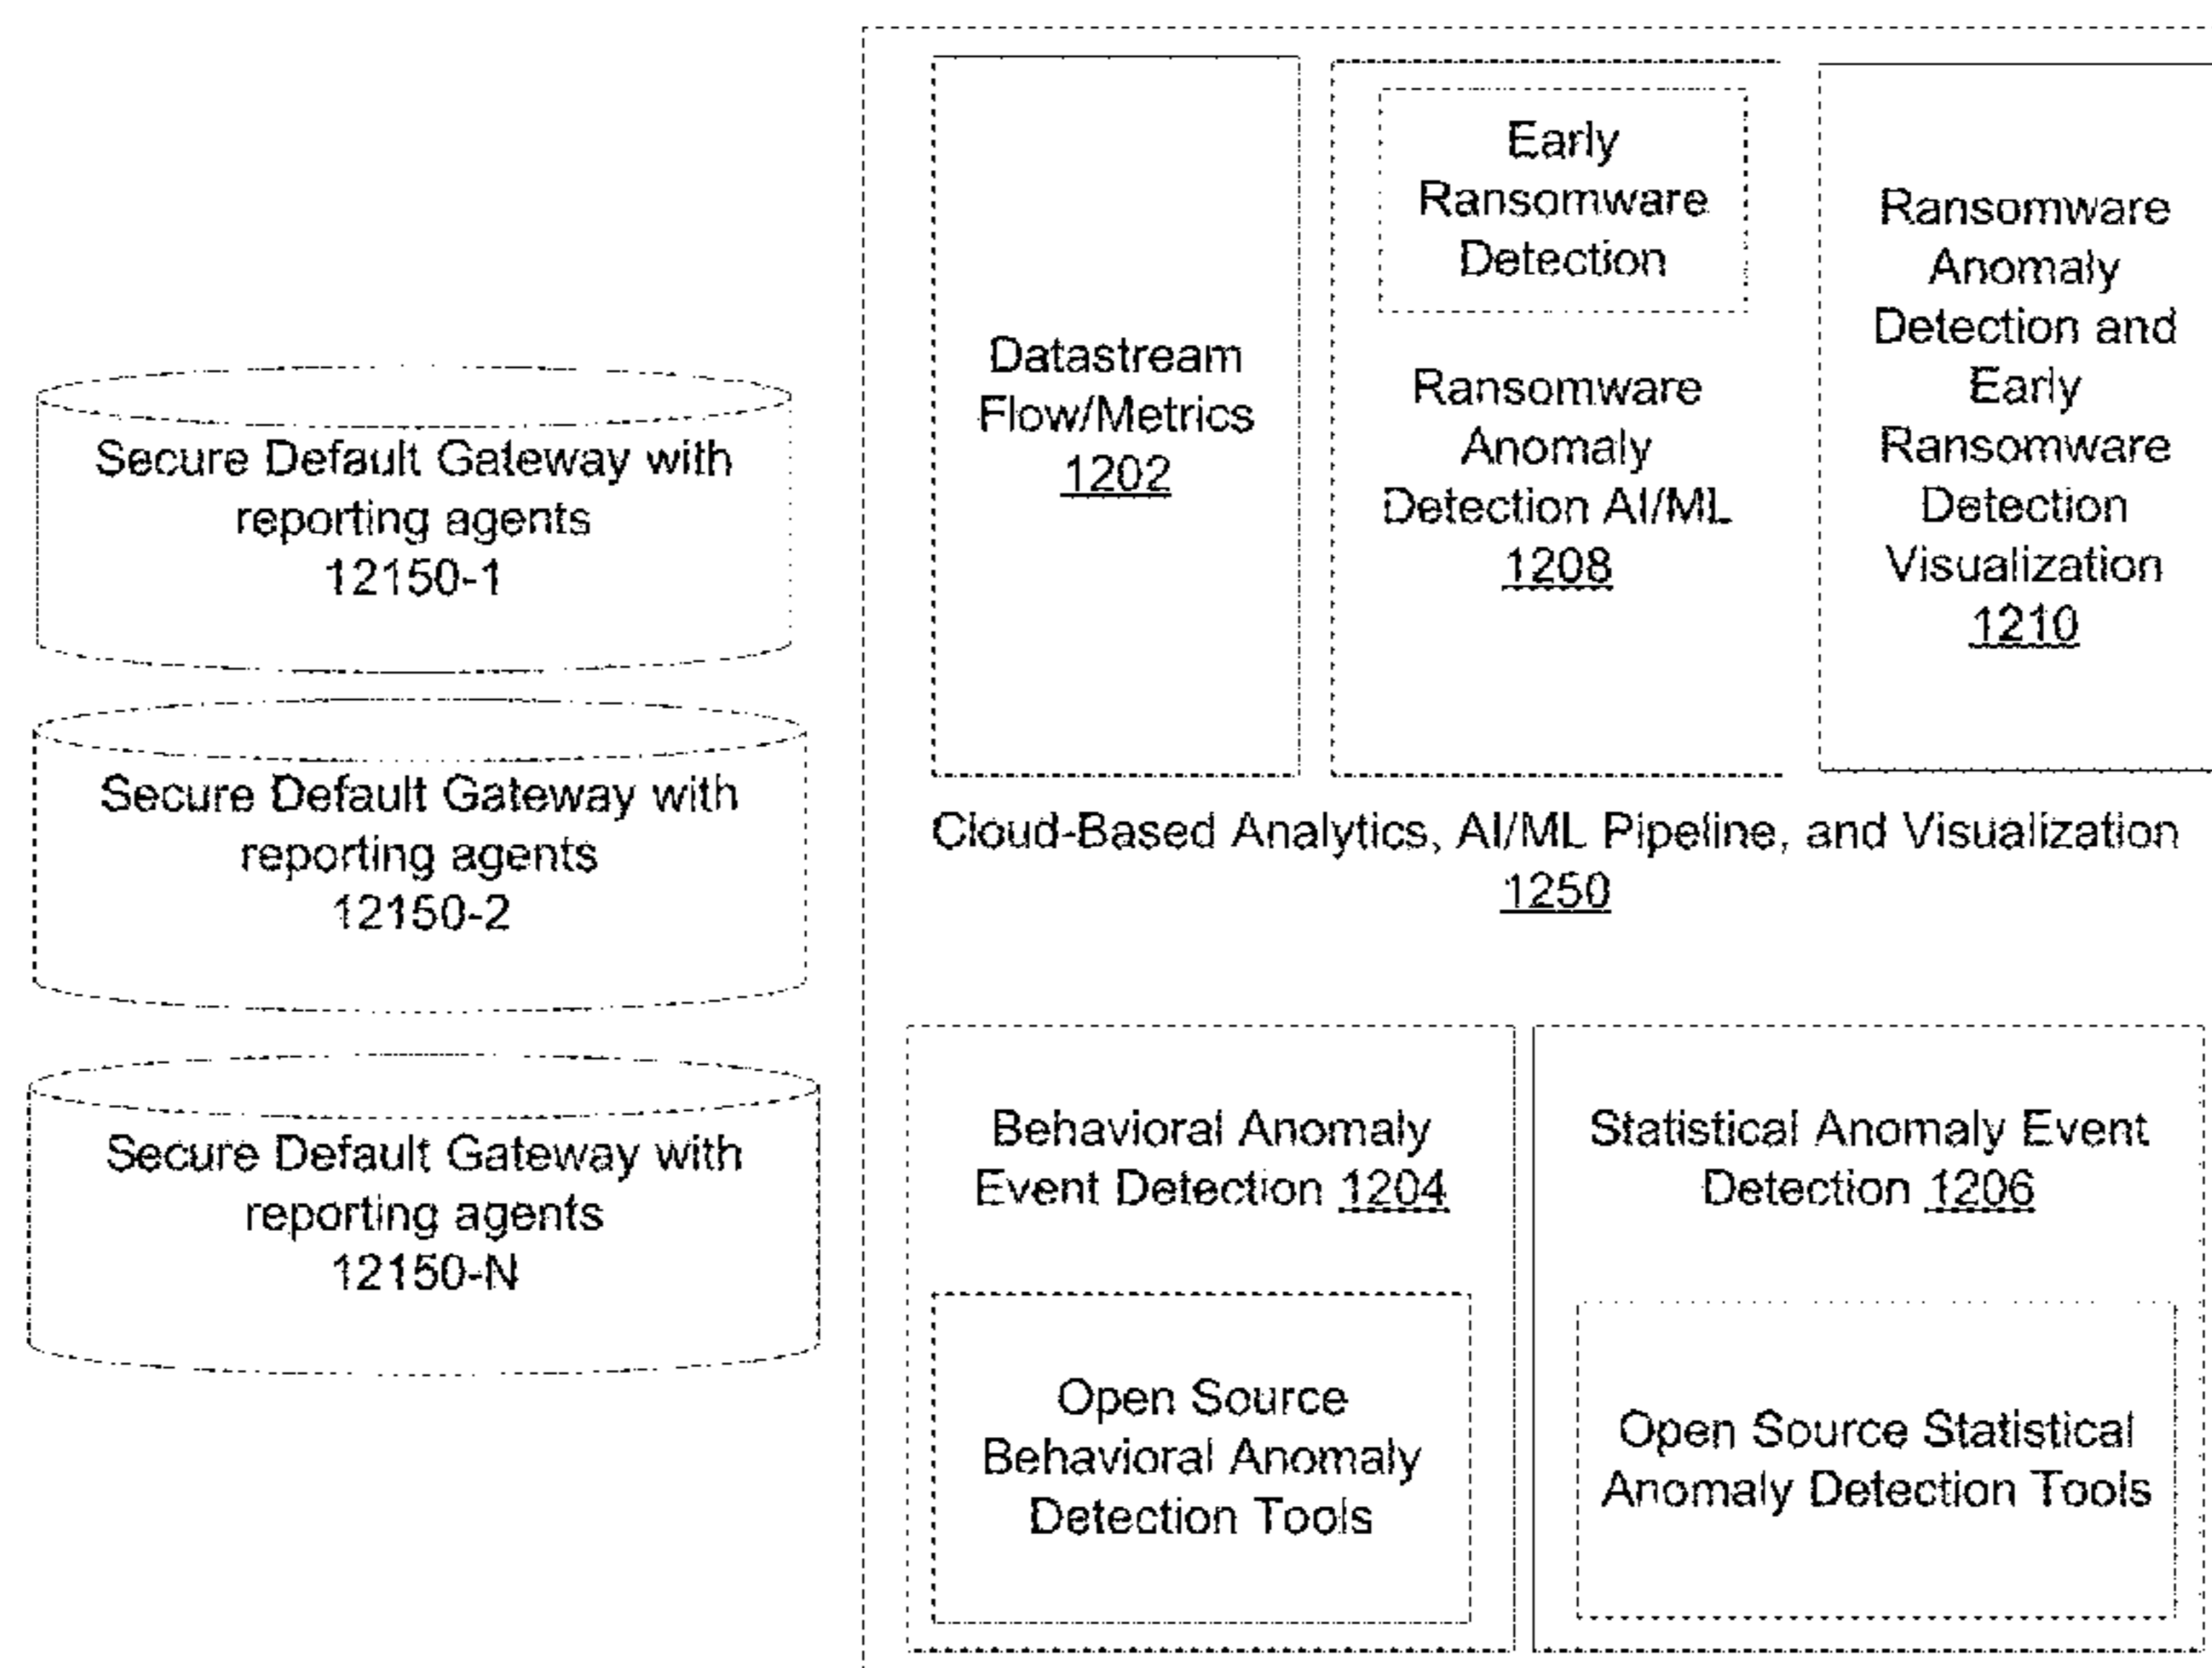 Secure Default Gateway with
reporting agents
12150-1
Secure Default Gateway with
reporting agents
12150-2
Secure Default Gateway with
reporting agents
12150-N
Datastream
Flow/Metrics
1202
Early
Ransomware
Detection
Ransomware
Anomaly
Detection AI/ML
1208
Ransomware
Anomaly
Detection and
Early
Ransomware
Detection
Visualization
1210
Cloud-Based Analytics, AI/ML Pipeline, and Visualization
1250
Behavioral Anomaly
Event Detection 1204
Open Source
Behavioral Anomaly
Detection Tools
Statistical Anomaly Event
Detection 1206
Open Source Statistical
Anomaly Detection Tools